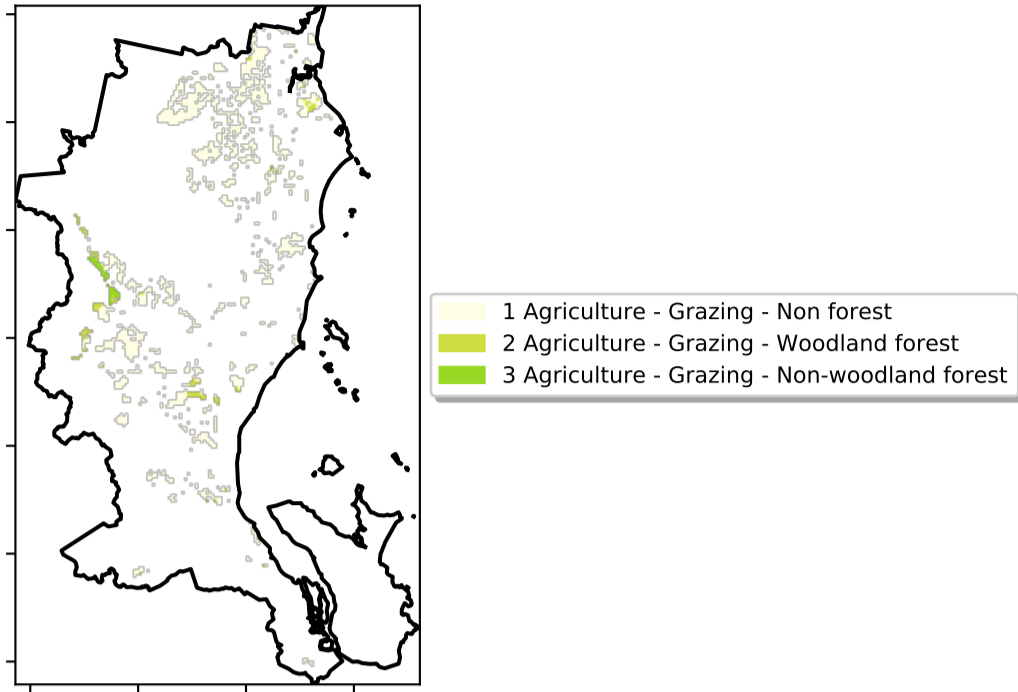 1 Agriculture - Grazing - Non forest
2 Agriculture - Grazing - Woodland forest
3 Agriculture - Grazing - Non-woodland forest